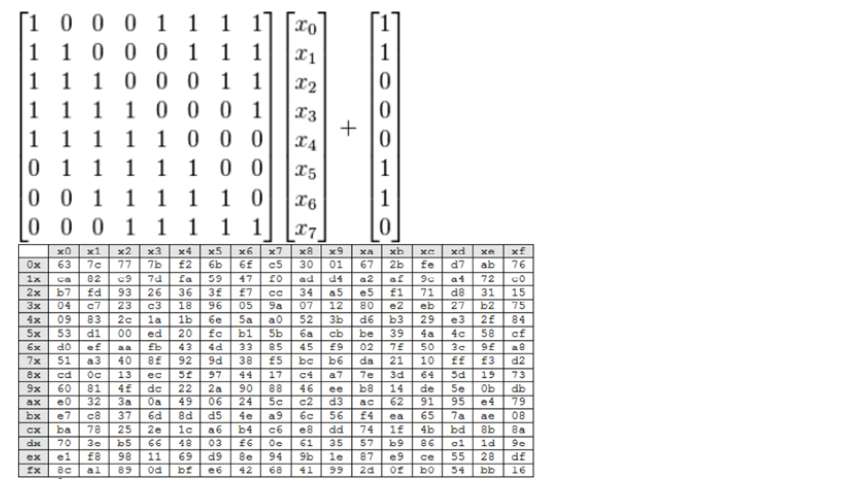 1 0 0 0 1 1 1 1 x₀ 1
1 1 0 0 0 1 1 1 x₁ 1
1 1 1 0 0 0 1 1 x₂ 0
1 1 1 1 0 0 0 1 x₃ 0
+
1 1 1 1 1 0 0 0 x₄ 0
0 1 1 1 1 1 0 0 x₅ 1
0 0 1 1 1 1 1 0 x₆ 1
0 0 0 1 1 1 1 1 x₇ 0
x0 x1 x2 x3 x4 x5 x6 x7 x8 x9 xa xb xc xd xe xf
0x 63 7c 77 7b f2 6b 6f c5 30 01 67 2b fe d7 ab 76
1x ca 82 c9 7d fa 59 47 f0 ad d4 a2 af 9c a4 72 c0
2x b7 fd 93 26 36 3f f7 cc 34 a5 e5 f1 71 d8 31 15
3x 04 c7 23 c3 18 96 05 9a 07 12 80 e2 eb 27 b2 75
4x 09 83 2c 1a 1b 6e 5a a0 52 3b d6 b3 29 e3 2f 84
5x 53 d1 00 ed 20 fc b1 5b 6a cb be 39 4a 4c 58 cf
6x d0 ef aa fb 43 4d 33 85 45 f9 02 7f 50 3c 9f a8
7x 51 a3 40 8f 92 9d 38 f5 bc b6 da 21 10 ff f3 d2
8x cd 0c 13 ec 5f 97 44 17 c4 a7 7e 3d 64 5d 19 73
9x 60 81 4f dc 22 2a 90 88 46 ee b8 14 de 5e 0b db
ax e0 32 3a 0a 49 06 24 5c c2 d3 ac 62 91 95 e4 79
bx e7 c8 37 6d 8d d5 4e a9 6c 56 f4 ea 65 7a ae 08
cx ba 78 25 2e 1c a6 b4 c6 e8 dd 74 1f 4b bd 8b 8a
dx 70 3e b5 66 48 03 f6 0e 61 35 57 b9 86 c1 1d 9e
ex e1 f8 98 11 69 d9 8e 94 9b 1e 87 e9 ce 55 28 df
fx 8c a1 89 0d bf e6 42 68 41 99 2d 0f b0 54 bb 16